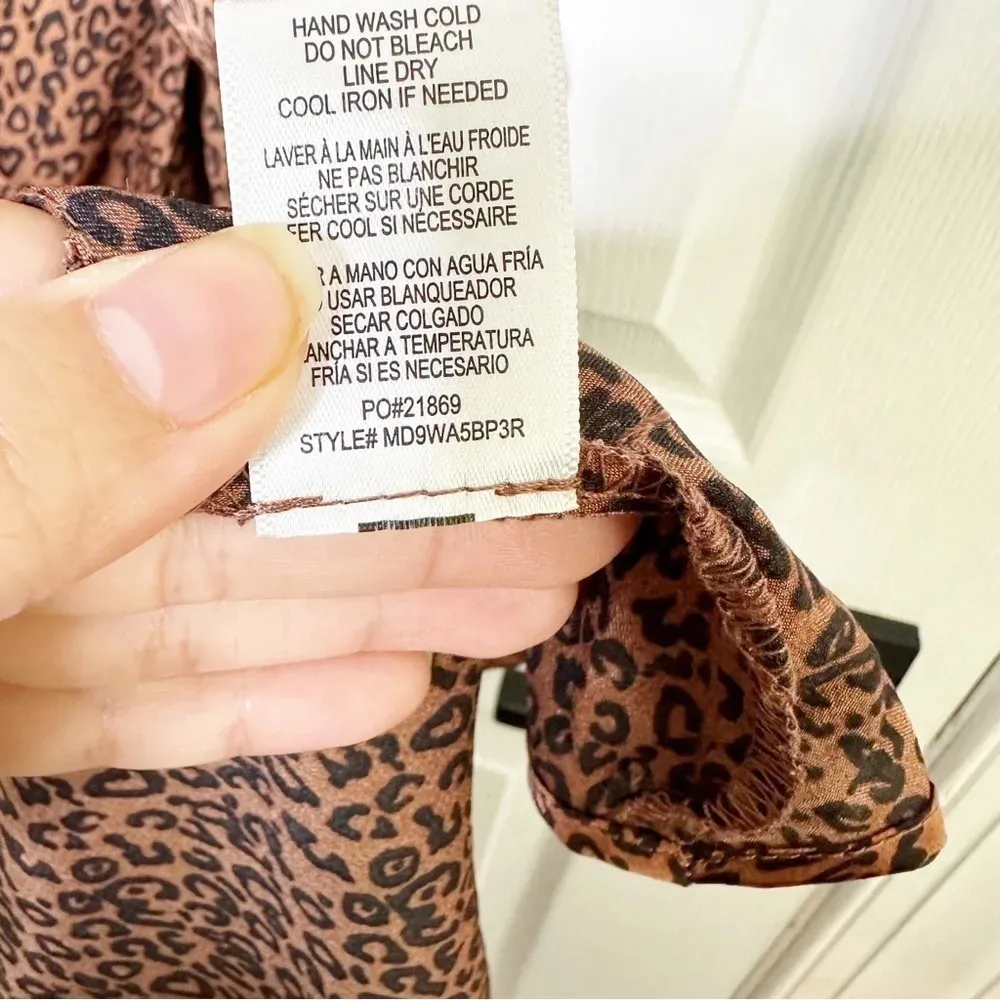 HAND WASH COLD
DO NOT BLEACH
LINE DRY
COOL IRON IF NEEDED
LAVER À LA MAIN À L'EAU FROIDE
NE PAS BLANCHIR
SÉCHER SUR UNE CORDE
FER COOL SI NÉCESSAIRE
R A MANO CON AGUA FRÍA
USAR BLANQUEADOR
SECAR COLGADO
ANCHAR A TEMPERATURA
FRÍA SI ES NECESARIO
PO#21869
STYLE# MD9WA5BP3R